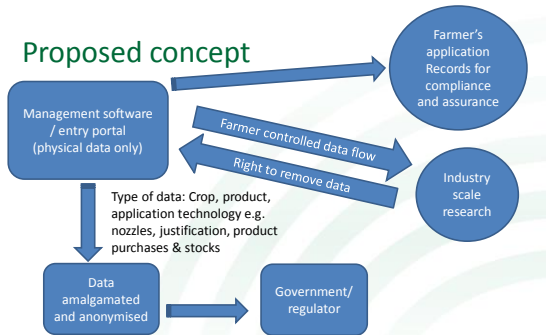 Proposed concept
Farmer's
application
Records for
compliance
and assurance
Management software
/ entry portal
(physical data only)
Farmer controlled data flow
Right to remove data
Industry
scale
research
Type of data: Crop, product,
application technology e.g.
nozzles, justification, product
purchases & stocks
Data
amalgamated
and anonymised
Government/
regulator